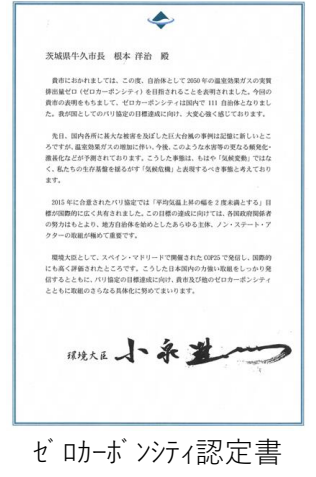 茨城県牛久市長　根本　洋治　殿
貴市におかれましては、この度、自治体として 2050 年の温室効果ガスの実質
排出量ゼロ（ゼロカーボンシティ）を目指されることを表明されました。今回の
貴市の表明をもちまして、ゼロカーボンシティは国内で 111 自治体となりまし
た。我が国としてのパリ協定の目標達成に向け、大変心強く感じております。
先日、国内各所に甚大な被害を及ぼした巨大台風の事例は記憶に新しいとこ
ろですが、温室効果ガスの増加に伴い、今後、このような水害等の更なる頻発化・
激甚化などが予測されております。こうした事態は、もはや「気候変動」ではな
く、私たちの生存基盤を揺るがす「気候危機」と表現するべき事態と考えており
ます。
2015 年に合意されたパリ協定では「平均気温上昇の幅を 2 度未満とする」目
標が国際的に広く共有されました。この目標の達成に向けては、各国政府関係者
の努力はもとより、地方自治体を始めとしたあらゆる主体、ノン・ステート・ア
クターの取組が極めて重要です。
環境大臣として、スペイン・マドリードで開催された COP25 で発信し、国際的
にも高く評価されたところです。こうした日本国内の力強い取組をしっかり発
信するとともに、パリ協定の目標達成に向け、貴市及び他のゼロカーボンシティ
とともに取組のさらなる具体化に努めてまいります。
環境大臣　小泉進
ｾﾞﾛｶｰﾎﾞﾝｼﾃｨ認定書